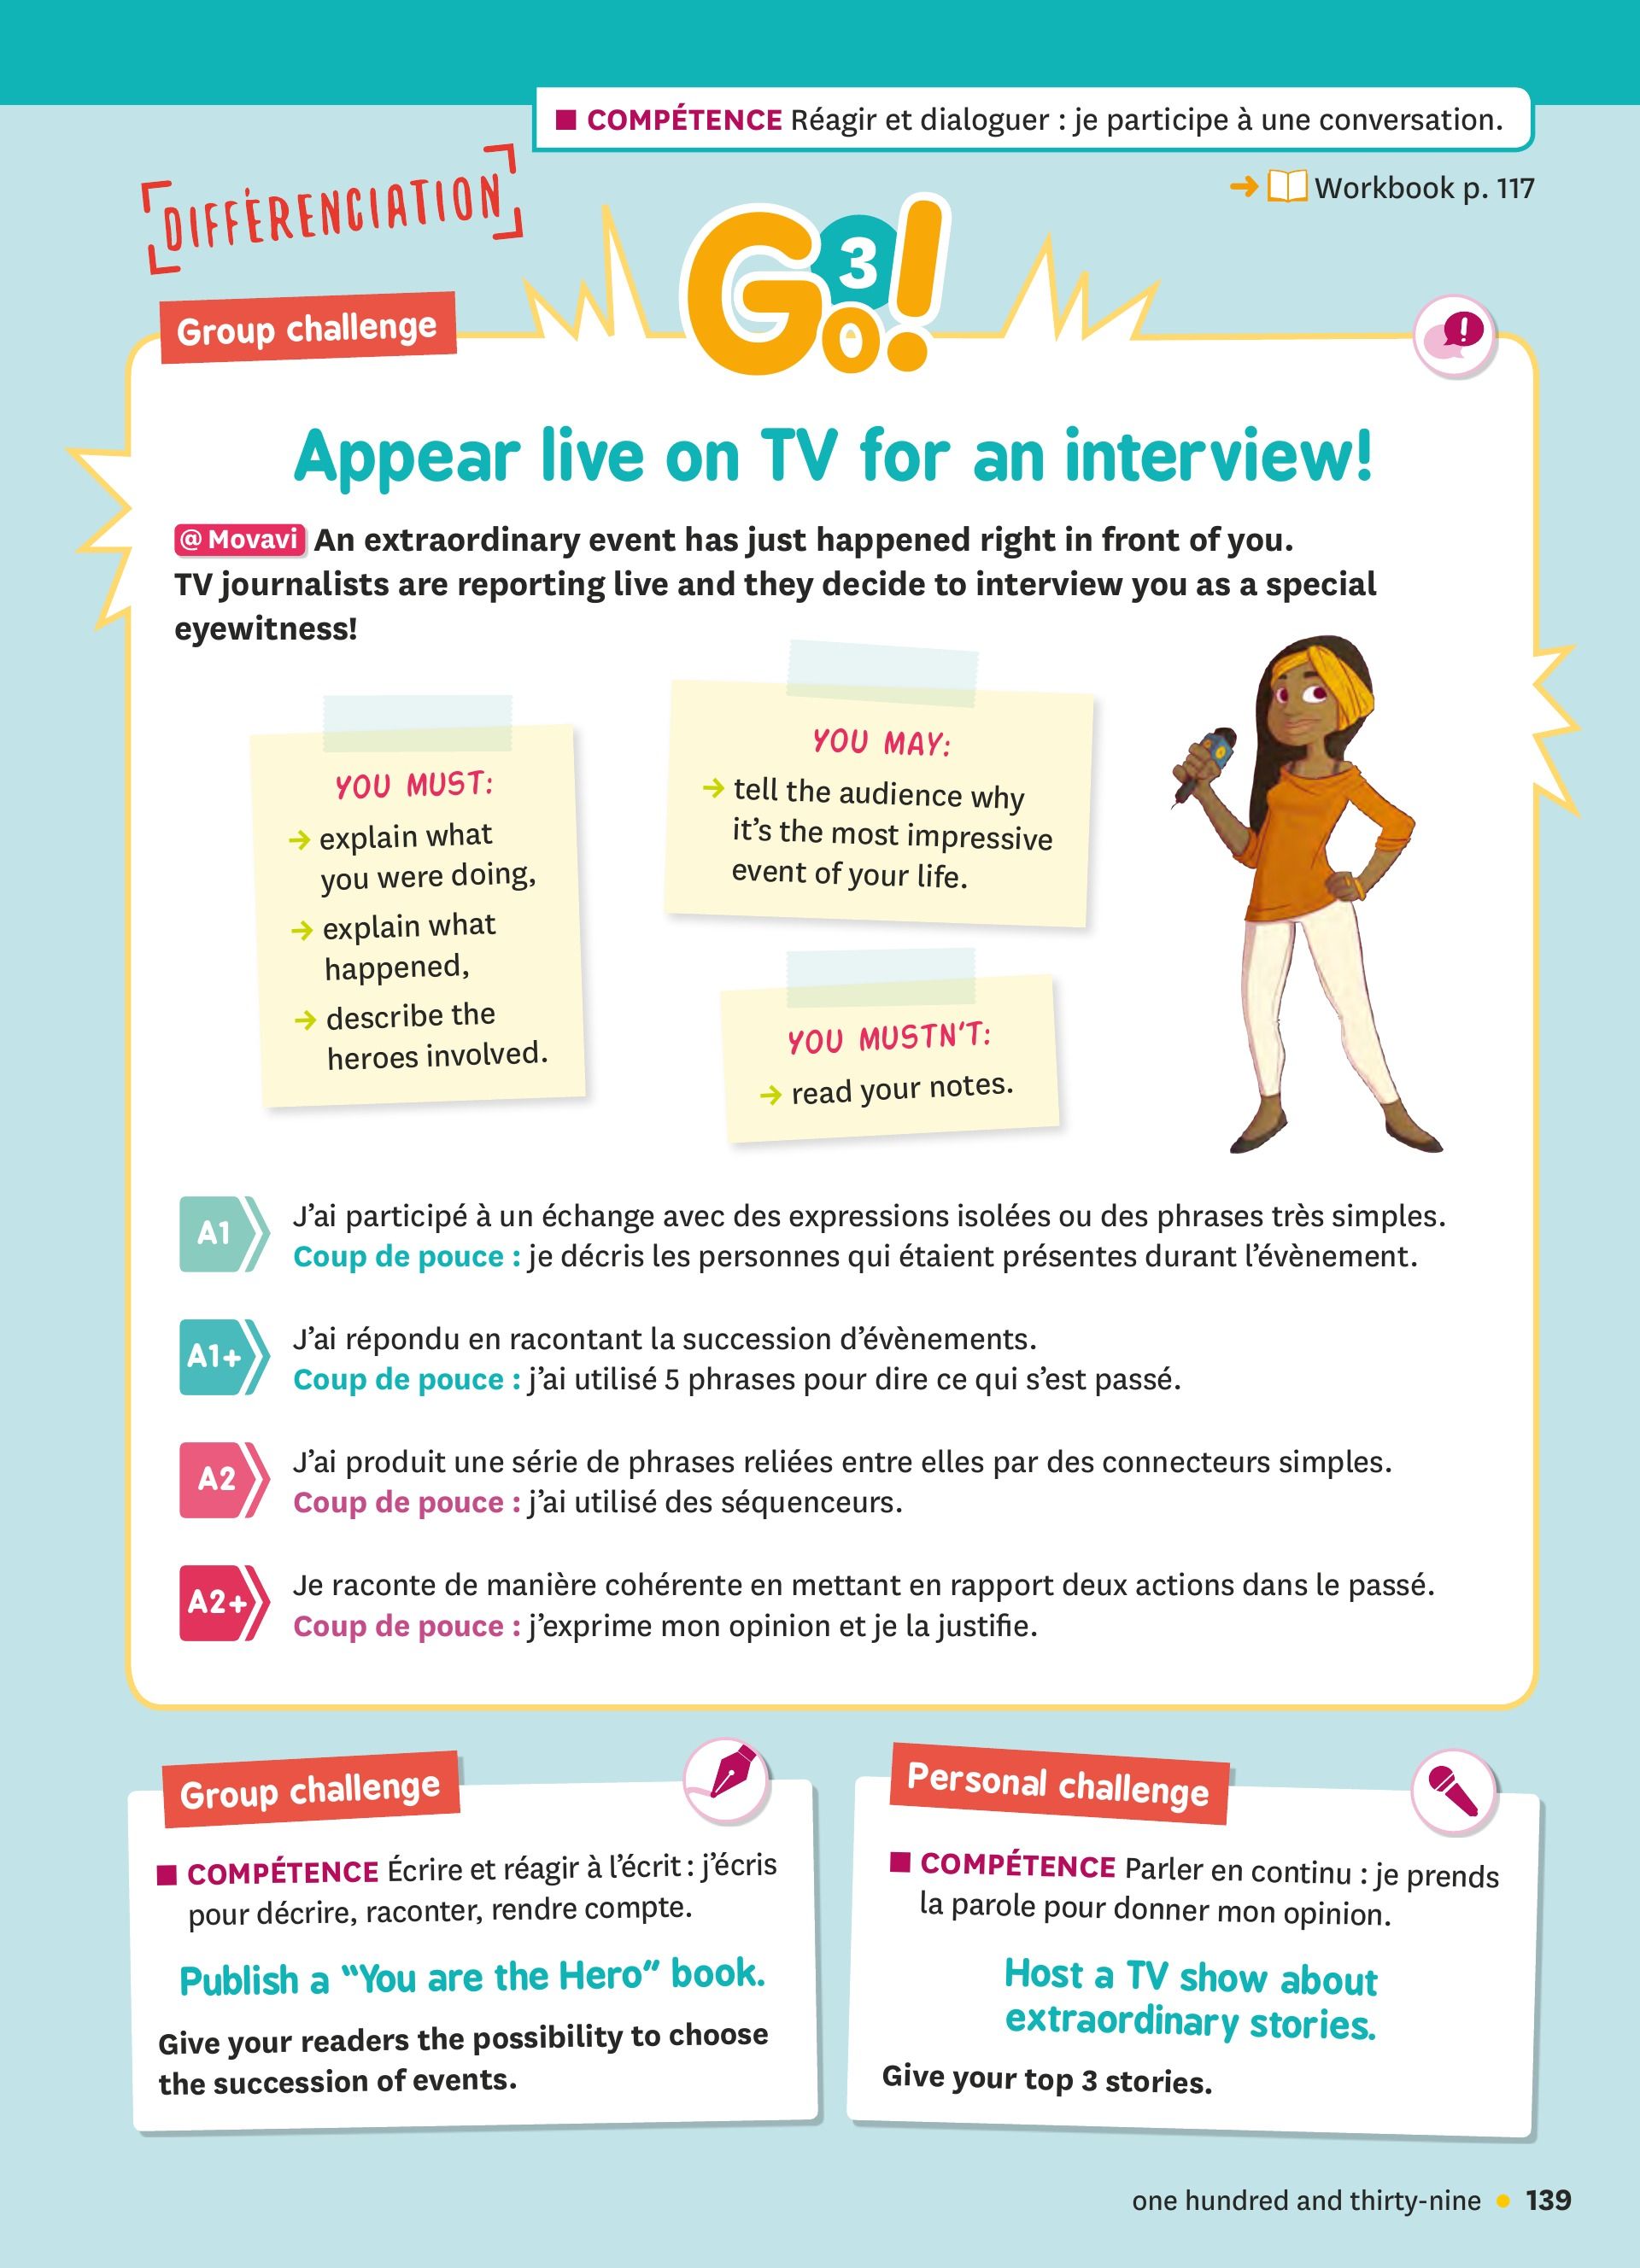 ■ COMPÉTENCE Réagir et dialoguer : je participe à une conversation.
➜ Workbook p. 117
DIFFÉRENCIATION
Go!
3
Group challenge
Appear live on TV for an interview!
@ Movavi An extraordinary event has just happened right in front of you.
TV journalists are reporting live and they decide to interview you as a special
eyewitness!
YOU MUST:
→ explain what
you were doing,
→ explain what
happened,
→ describe the
heroes involved.
YOU MAY:
→ tell the audience why
it's the most impressive
event of your life.
YOU MUSTN'T:
→ read your notes.
A1
J'ai participé à un échange avec des expressions isolées ou des phrases très simples.
Coup de pouce : je décris les personnes qui étaient présentes durant l'évènement.
A1+
J'ai répondu en racontant la succession d'évènements.
Coup de pouce : j'ai utilisé 5 phrases pour dire ce qui s'est passé.
A2
J'ai produit une série de phrases reliées entre elles par des connecteurs simples.
Coup de pouce : j'ai utilisé des séquenceurs.
A2+
Je raconte de manière cohérente en mettant en rapport deux actions dans le passé.
Coup de pouce : j'exprime mon opinion et je la justifie.
Group challenge
■ COMPÉTENCE Écrire et réagir à l'écrit : j'écris
pour décrire, raconter, rendre compte.
Publish a "You are the Hero" book.
Give your readers the possibility to choose
the succession of events.
Personal challenge
■ COMPÉTENCE Parler en continu : je prends
la parole pour donner mon opinion.
Host a TV show about
extraordinary stories.
Give your top 3 stories.
one hundred and thirty-nine • 139